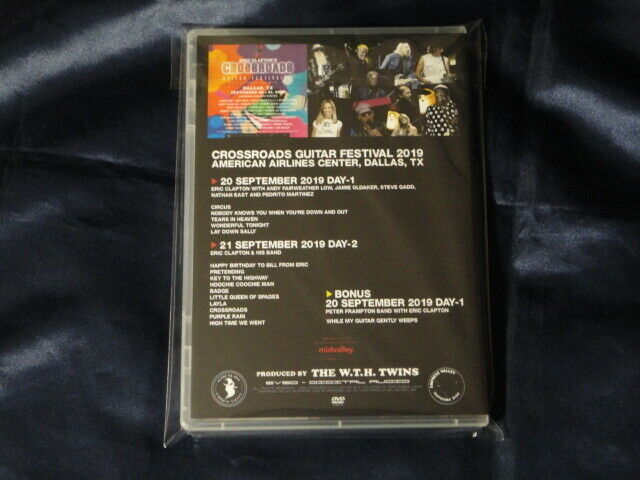 ERIC CLAPTON'S
CROSSROADS
GUITAR FESTIVAL
DALLAS, TX
CROSSROADS GUITAR FESTIVAL 2019
AMERICAN AIRLINES CENTER, DALLAS, TX
20 SEPTEMBER 2019 DAY-1
ERIC CLAPTON WITH ANDY FAIRWEATHER LOW, JAMIE OLDAKER, STEVE GADD,
NATHAN EAST AND PEDRITO MARTINEZ
CIRCUS
NOBODY KNOWS YOU WHEN YOU'RE DOWN AND OUT
TEARS IN HEAVEN
WONDERFUL TONIGHT
LAY DOWN SALLY
21 SEPTEMBER 2019 DAY-2
ERIC CLAPTON & HIS BAND
HAPPY BIRTHDAY TO BILL FROM ERIC
PRETENDING
KEY TO THE HIGHWAY
HOOCHIE COOCHIE MAN
BADGE
LITTLE QUEEN OF SPADES
LAYLA
CROSSROADS
PURPLE RAIN
HIGH TIME WE WENT
BONUS
20 SEPTEMBER 2019 DAY-1
PETER FRAMPTON BAND WITH ERIC CLAPTON
WHILE MY GUITAR GENTLY WEEPS
midvalley
PRODUCED BY THE W.T.H. TWINS
EVSD - DIGITAL AUDIO
DVD
EMPRESS VALLEY